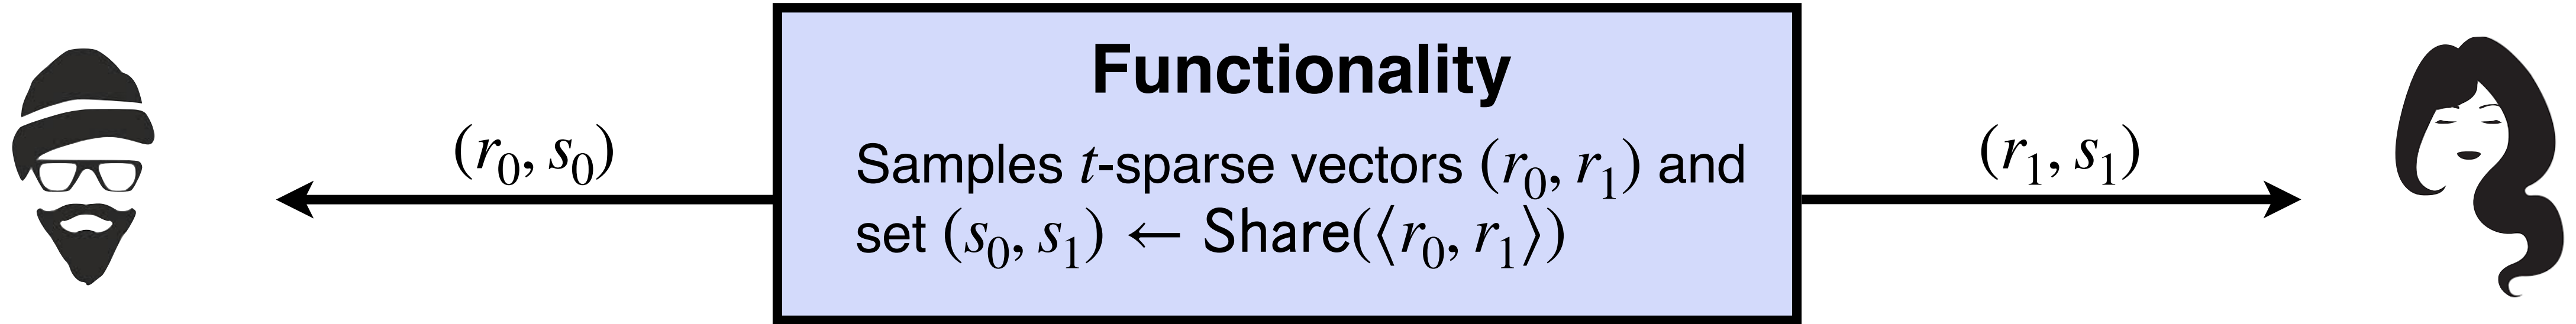 Functionality
(r₀, s₀)
Samples t-sparse vectors (r₀, r₁) and
set (s₀, s₁) ← Share(⟨r₀, r₁⟩)
(r₁, s₁)